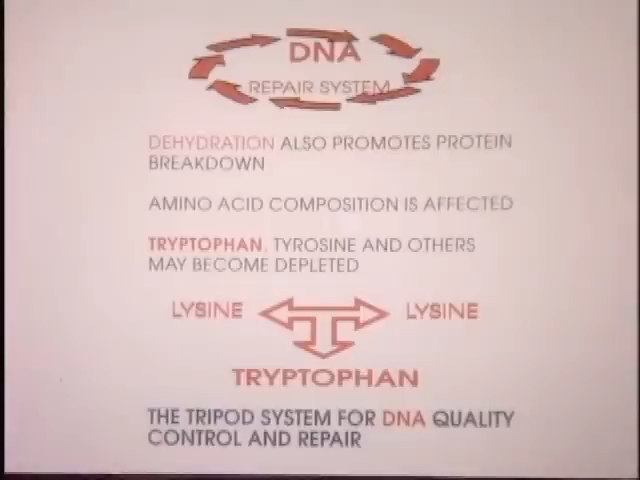 DNA
REPAIR SYSTEM
DEHYDRATION ALSO PROMOTES PROTEIN
BREAKDOWN
AMINO ACID COMPOSITION IS AFFECTED
TRYPTOPHAN, TYROSINE AND OTHERS
MAY BECOME DEPLETED
LYSINE LYSINE
TRYPTOPHAN
THE TRIPOD SYSTEM FOR DNA QUALITY
CONTROL AND REPAIR